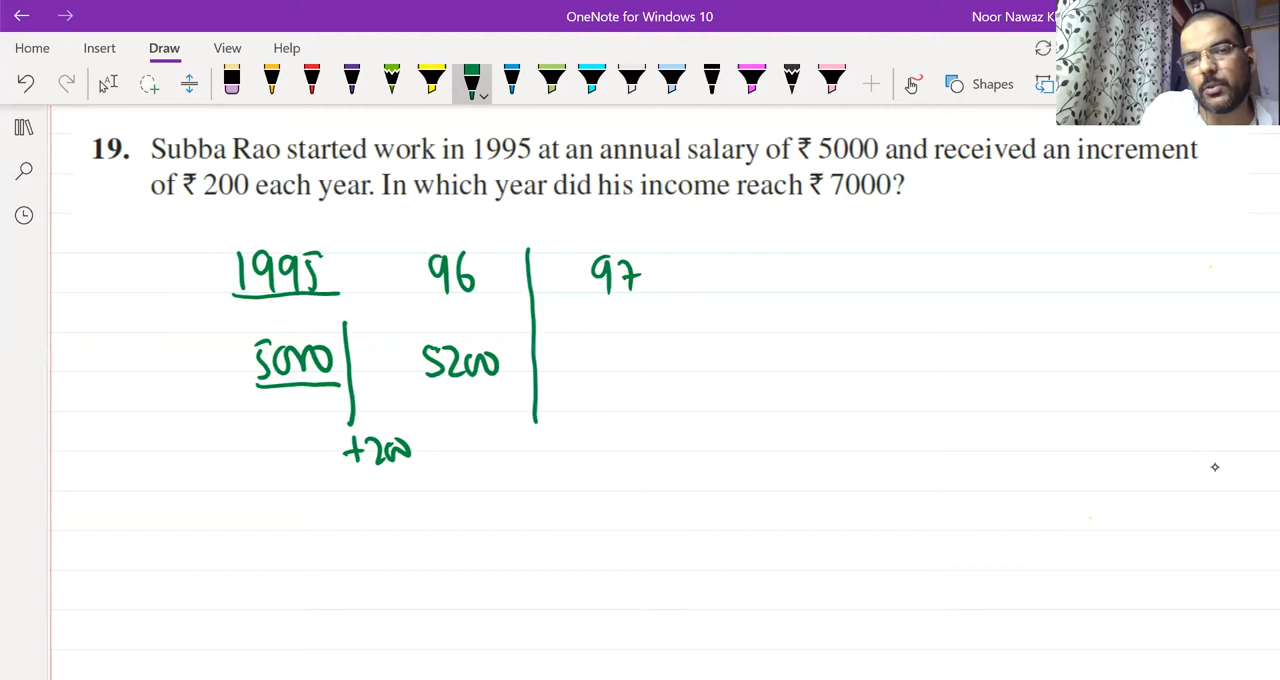 OneNote for Windows 10
Noor Nawaz K
Home Insert Draw View Help
Shapes
19. Subba Rao started work in 1995 at an annual salary of ₹ 5000 and received an increment
of ₹ 200 each year. In which year did his income reach ₹ 7000?
1995 96 97
5000 5200
+200